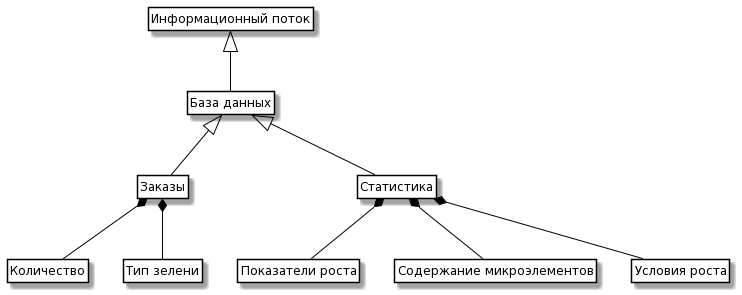 Информационный поток
База данных
Заказы
Статистика
Количество
Тип зелени
Показатели роста
Содержание микроэлементов
Условия роста